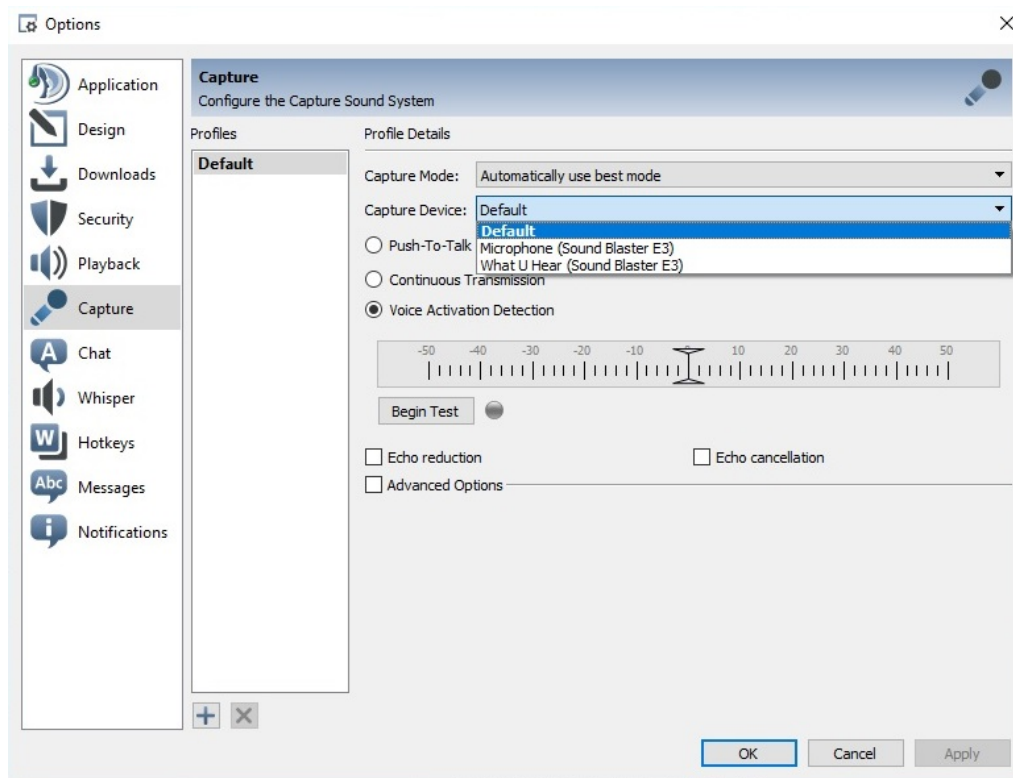 Options
Application
Design
Downloads
Security
Playback
Capture
Chat
Whisper
Hotkeys
Messages
Notifications
Capture
Configure the Capture Sound System
Profiles
Default
Profile Details
Capture Mode: Automatically use best mode
Capture Device: Default
Default
Microphone (Sound Blaster E3)
What U Hear (Sound Blaster E3)
Push-To-Talk
Continuous Transmission
Voice Activation Detection
-50 -40 -30 -20 -10 0 10 20 30 40 50
Begin Test
Echo reduction Echo cancellation
Advanced Options
OK Cancel Apply